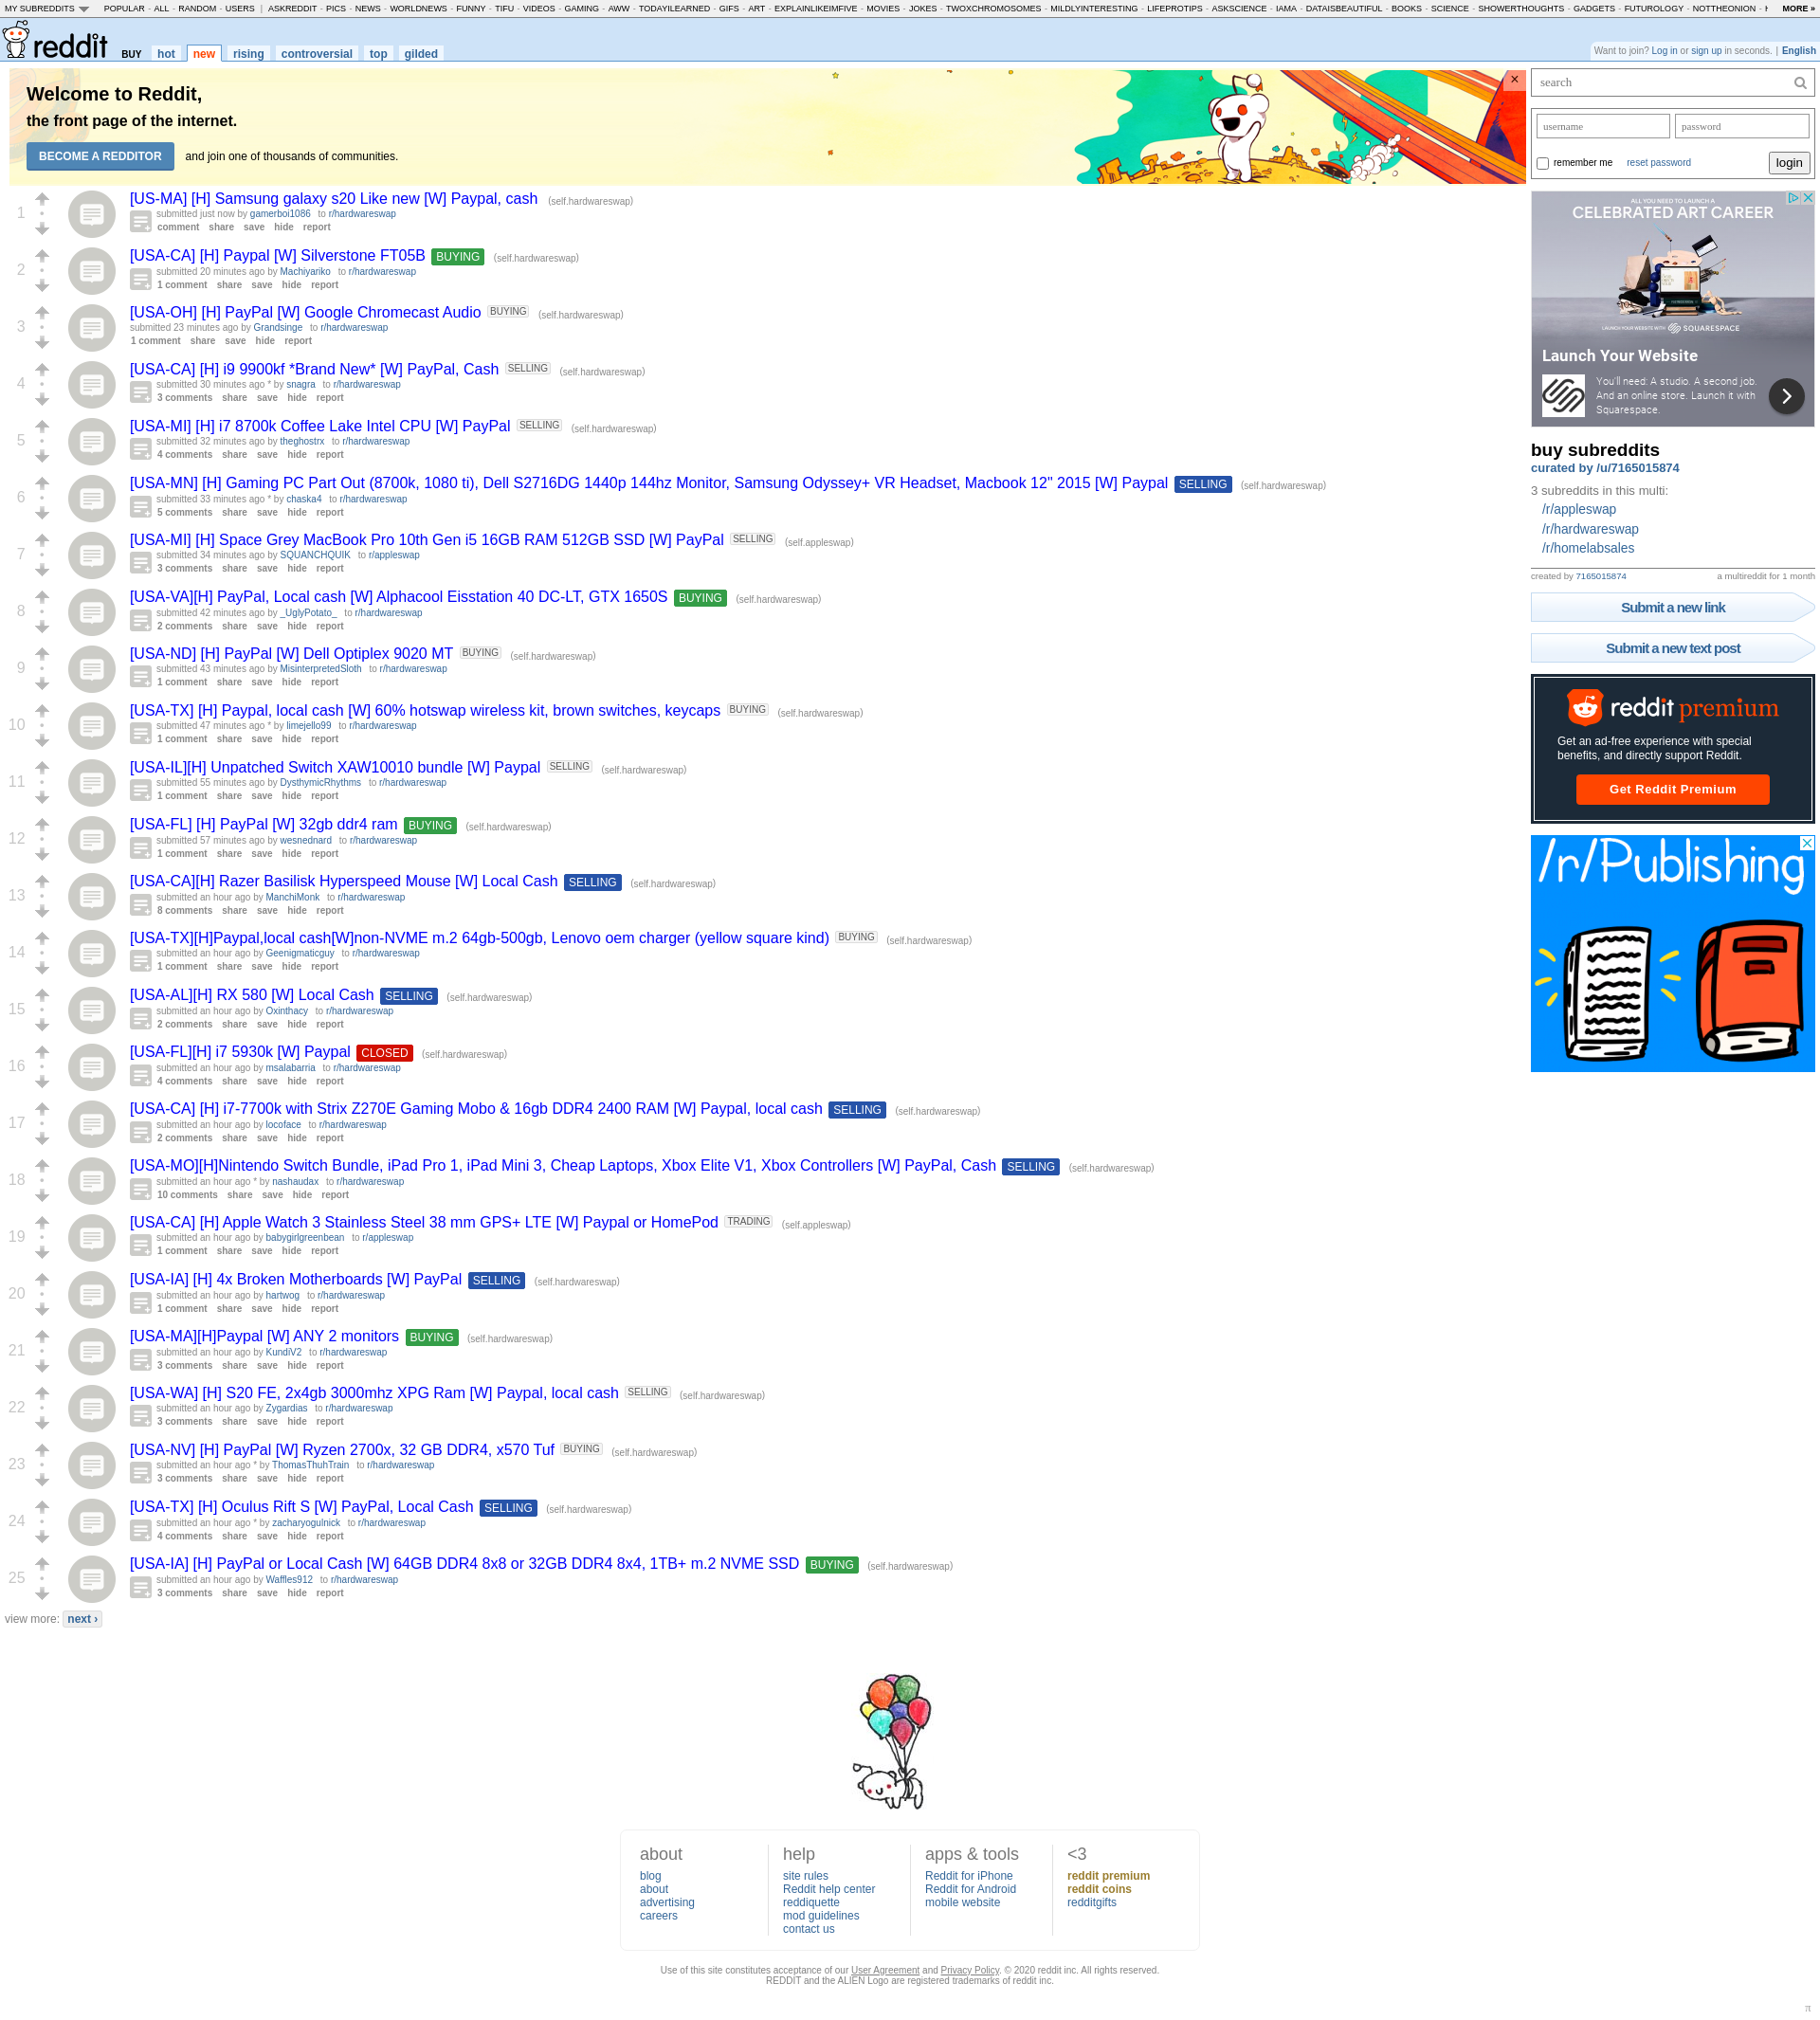 MY SUBREDDITS POPULAR - ALL - RANDOM - USERS | ASKREDDIT - PICS - NEWS - WORLDNEWS - FUNNY - TIFU - VIDEOS - GAMING - AWW - TODAYILEARNED - GIFS - ART - EXPLAINLIKEIMFIVE - MOVIES - JOKES - TWOXCHROMOSOMES - MILDLYINTERESTING - LIFEPROTIPS - ASKSCIENCE - IAMA - DATAISBEAUTIFUL - BOOKS - SCIENCE - SHOWERTHOUGHTS - GADGETS - FUTUROLOGY - NOTTHEONION - MORE »
reddit BUY hot new rising controversial top gilded
Want to join? Log in or sign up in seconds. | English
Welcome to Reddit,
the front page of the internet.
BECOME A REDDITOR and join one of thousands of communities.
×
1
[US-MA] [H] Samsung galaxy s20 Like new [W] Paypal, cash (self.hardwareswap)
submitted just now by gamerboi1086 to r/hardwareswap
comment share save hide report
2
[USA-CA] [H] Paypal [W] Silverstone FT05B BUYING (self.hardwareswap)
submitted 20 minutes ago by Machiyariko to r/hardwareswap
1 comment share save hide report
3
[USA-OH] [H] PayPal [W] Google Chromecast Audio BUYING (self.hardwareswap)
submitted 23 minutes ago by Grandsinge to r/hardwareswap
1 comment share save hide report
4
[USA-CA] [H] i9 9900kf *Brand New* [W] PayPal, Cash SELLING (self.hardwareswap)
submitted 30 minutes ago * by snagra to r/hardwareswap
3 comments share save hide report
5
[USA-MI] [H] i7 8700k Coffee Lake Intel CPU [W] PayPal SELLING (self.hardwareswap)
submitted 32 minutes ago by theghostrx to r/hardwareswap
4 comments share save hide report
6
[USA-MN] [H] Gaming PC Part Out (8700k, 1080 ti), Dell S2716DG 1440p 144hz Monitor, Samsung Odyssey+ VR Headset, Macbook 12" 2015 [W] Paypal SELLING (self.hardwareswap)
submitted 33 minutes ago * by chaska4 to r/hardwareswap
5 comments share save hide report
7
[USA-MI] [H] Space Grey MacBook Pro 10th Gen i5 16GB RAM 512GB SSD [W] PayPal SELLING (self.appleswap)
submitted 34 minutes ago by SQUANCHQUIK to r/appleswap
3 comments share save hide report
8
[USA-VA][H] PayPal, Local cash [W] Alphacool Eisstation 40 DC-LT, GTX 1650S BUYING (self.hardwareswap)
submitted 42 minutes ago by _UglyPotato_ to r/hardwareswap
2 comments share save hide report
9
[USA-ND] [H] PayPal [W] Dell Optiplex 9020 MT BUYING (self.hardwareswap)
submitted 43 minutes ago by MisinterpretedSloth to r/hardwareswap
1 comment share save hide report
10
[USA-TX] [H] Paypal, local cash [W] 60% hotswap wireless kit, brown switches, keycaps BUYING (self.hardwareswap)
submitted 47 minutes ago * by limejello99 to r/hardwareswap
1 comment share save hide report
11
[USA-IL][H] Unpatched Switch XAW10010 bundle [W] Paypal SELLING (self.hardwareswap)
submitted 55 minutes ago by DysthymicRhythms to r/hardwareswap
1 comment share save hide report
12
[USA-FL] [H] PayPal [W] 32gb ddr4 ram BUYING (self.hardwareswap)
submitted 57 minutes ago by wesnednard to r/hardwareswap
1 comment share save hide report
13
[USA-CA][H] Razer Basilisk Hyperspeed Mouse [W] Local Cash SELLING (self.hardwareswap)
submitted an hour ago by ManchiMonk to r/hardwareswap
8 comments share save hide report
14
[USA-TX][H]Paypal,local cash[W]non-NVME m.2 64gb-500gb, Lenovo oem charger (yellow square kind) BUYING (self.hardwareswap)
submitted an hour ago by Geenigmaticguy to r/hardwareswap
1 comment share save hide report
15
[USA-AL][H] RX 580 [W] Local Cash SELLING (self.hardwareswap)
submitted an hour ago by Oxinthacy to r/hardwareswap
2 comments share save hide report
16
[USA-FL][H] i7 5930k [W] Paypal CLOSED (self.hardwareswap)
submitted an hour ago by msalabarria to r/hardwareswap
4 comments share save hide report
17
[USA-CA] [H] i7-7700k with Strix Z270E Gaming Mobo & 16gb DDR4 2400 RAM [W] Paypal, local cash SELLING (self.hardwareswap)
submitted an hour ago by locoface to r/hardwareswap
2 comments share save hide report
18
[USA-MO][H]Nintendo Switch Bundle, iPad Pro 1, iPad Mini 3, Cheap Laptops, Xbox Elite V1, Xbox Controllers [W] PayPal, Cash SELLING (self.hardwareswap)
submitted an hour ago * by nashaudax to r/hardwareswap
10 comments share save hide report
19
[USA-CA] [H] Apple Watch 3 Stainless Steel 38 mm GPS+ LTE [W] Paypal or HomePod TRADING (self.appleswap)
submitted an hour ago by babygirlgreenbean to r/appleswap
1 comment share save hide report
20
[USA-IA] [H] 4x Broken Motherboards [W] PayPal SELLING (self.hardwareswap)
submitted an hour ago by hartwog to r/hardwareswap
1 comment share save hide report
21
[USA-MA][H]Paypal [W] ANY 2 monitors BUYING (self.hardwareswap)
submitted an hour ago by KundiV2 to r/hardwareswap
3 comments share save hide report
22
[USA-WA] [H] S20 FE, 2x4gb 3000mhz XPG Ram [W] Paypal, local cash SELLING (self.hardwareswap)
submitted an hour ago by Zygardias to r/hardwareswap
3 comments share save hide report
23
[USA-NV] [H] PayPal [W] Ryzen 2700x, 32 GB DDR4, x570 Tuf BUYING (self.hardwareswap)
submitted an hour ago * by ThomasThuhTrain to r/hardwareswap
3 comments share save hide report
24
[USA-TX] [H] Oculus Rift S [W] PayPal, Local Cash SELLING (self.hardwareswap)
submitted an hour ago * by zacharyogulnick to r/hardwareswap
4 comments share save hide report
25
[USA-IA] [H] PayPal or Local Cash [W] 64GB DDR4 8x8 or 32GB DDR4 8x4, 1TB+ m.2 NVME SSD BUYING (self.hardwareswap)
submitted an hour ago by Waffles912 to r/hardwareswap
3 comments share save hide report
view more: next ›
search
username password
remember me reset password login
ALL YOU NEED TO LAUNCH A
CELEBRATED ART CAREER
LAUNCH YOUR WEBSITE WITH SQUARESPACE
Launch Your Website
You'll need: A studio. A second job.
And an online store. Launch it with
Squarespace.
buy subreddits
curated by /u/7165015874
3 subreddits in this multi:
/r/appleswap
/r/hardwareswap
/r/homelabsales
created by 7165015874 a multireddit for 1 month
Submit a new link
Submit a new text post
reddit premium
Get an ad-free experience with special
benefits, and directly support Reddit.
Get Reddit Premium
/r/Publishing
about
blog
about
advertising
careers
help
site rules
Reddit help center
reddiquette
mod guidelines
contact us
apps & tools
Reddit for iPhone
Reddit for Android
mobile website
<3
reddit premium
reddit coins
redditgifts
Use of this site constitutes acceptance of our User Agreement and Privacy Policy. © 2020 reddit inc. All rights reserved.
REDDIT and the ALIEN Logo are registered trademarks of reddit inc.
π